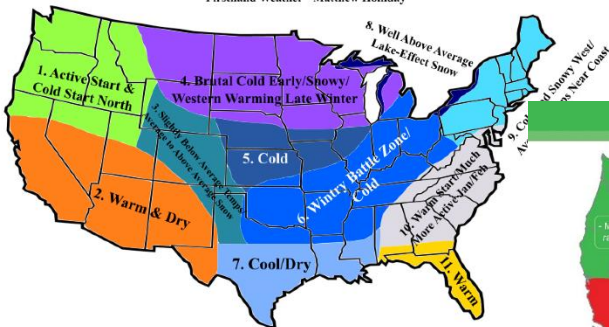 Firsthand Weather - Matthew Holliday
8. Well Above Average
Lake-Effect Snow
1. Active Start &
Cold Start North
4. Brutal Cold Early/Snowy/
Western Warming Late Winter
3. Slightly Below Average Temps
Average to Above Average Snow
9. Cold and Snowy West/
Near Coast
5. Cold
6. Wintry Battle Zone/
Cold
2. Warm & Dry
10. Warm Start/Much
More Active Jan/Feb
7. Cool/Dry
11. Warm